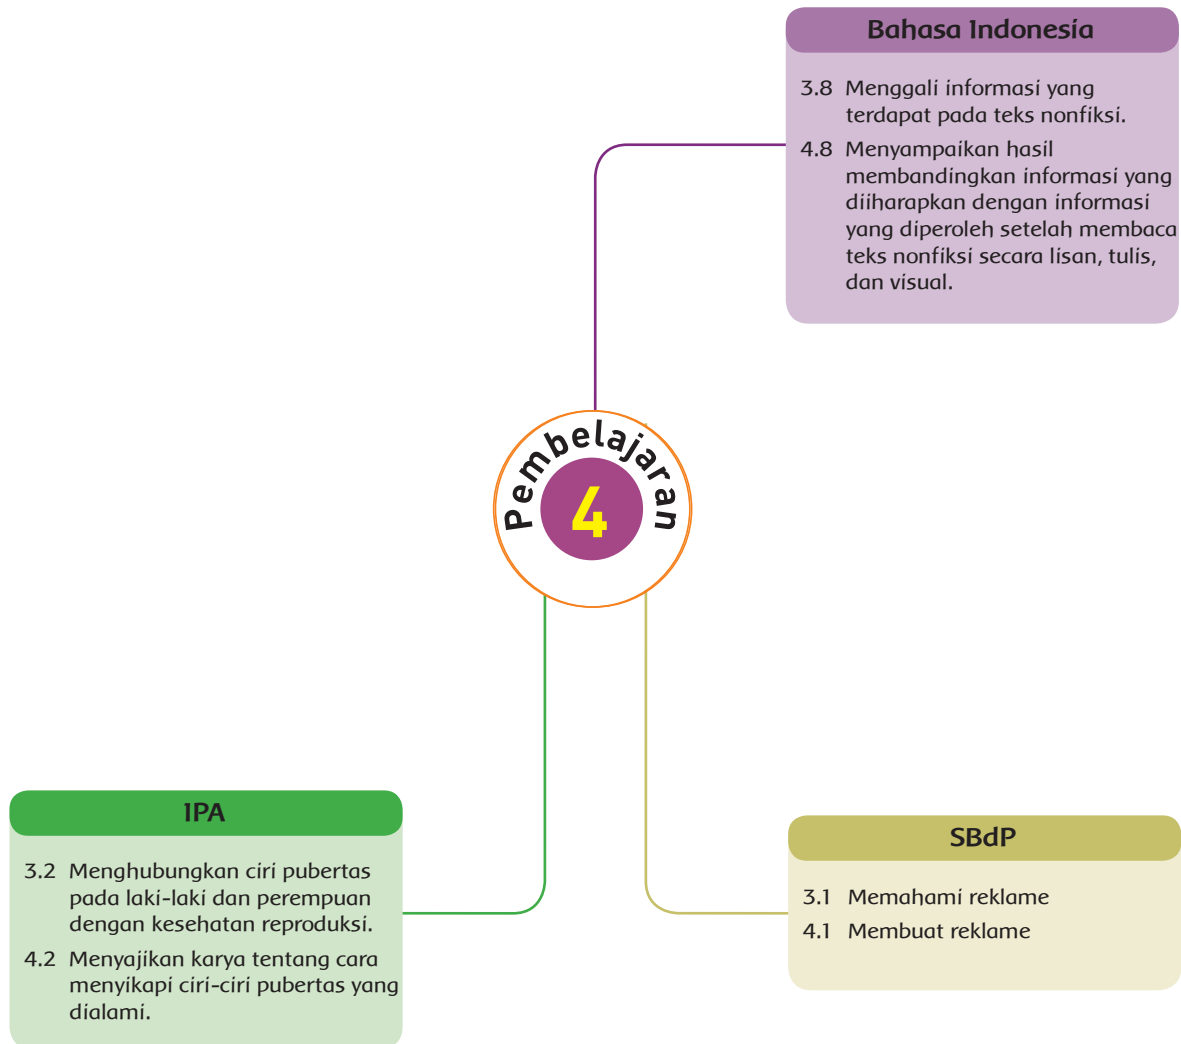 Bahasa Indonesia
3.8 Menggali informasi yang
terdapat pada teks nonfiksi.
4.8 Menyampaikan hasil
membandingkan informasi yang
diiharapkan dengan informasi
yang diperoleh setelah membaca
teks nonfiksi secara lisan, tulis,
dan visual.
Pembelajaran
4
IPA
3.2 Menghubungkan ciri pubertas
pada laki-laki dan perempuan
dengan kesehatan reproduksi.
4.2 Menyajikan karya tentang cara
menyikapi ciri-ciri pubertas yang
dialami.
SBdP
3.1 Memahami reklame
4.1 Membuat reklame